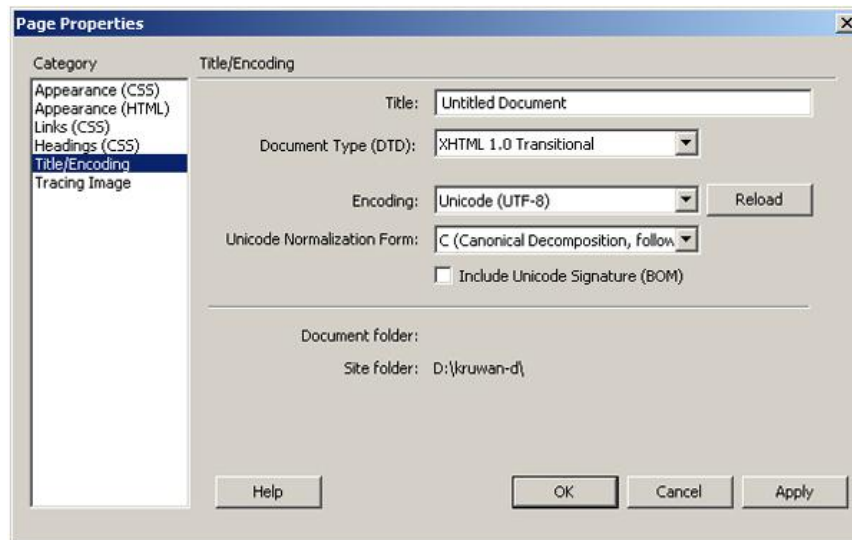 Page Properties
Category
Title/Encoding
Appearance (CSS)
Appearance (HTML)
Links (CSS)
Headings (CSS)
Title/Encoding
Tracing Image
Title: Untitled Document
Document Type (DTD): XHTML 1.0 Transitional
Encoding: Unicode (UTF-8) Reload
Unicode Normalization Form: C (Canonical Decomposition, follow
Include Unicode Signature (BOM)
Document folder:
Site folder: D:\kruwan-d\
Help OK Cancel Apply